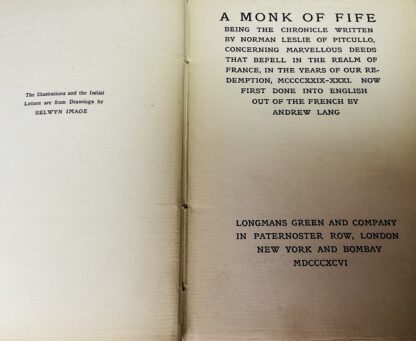 The Illustrations and the Initial
Letters are from Drawings by
SELWYN IMAGE
A MONK OF FIFE
BEING THE CHRONICLE WRITTEN
BY NORMAN LESLIE OF PITCULLO,
CONCERNING MARVELLOUS DEEDS
THAT BEFELL IN THE REALM OF
FRANCE, IN THE YEARS OF OUR RE-
DEMPTION, MCCCCXXIX-XXXI. NOW
FIRST DONE INTO ENGLISH
OUT OF THE FRENCH BY
ANDREW LANG
LONGMANS GREEN AND COMPANY
IN PATERNOSTER ROW, LONDON
NEW YORK AND BOMBAY
MDCCCXCVI